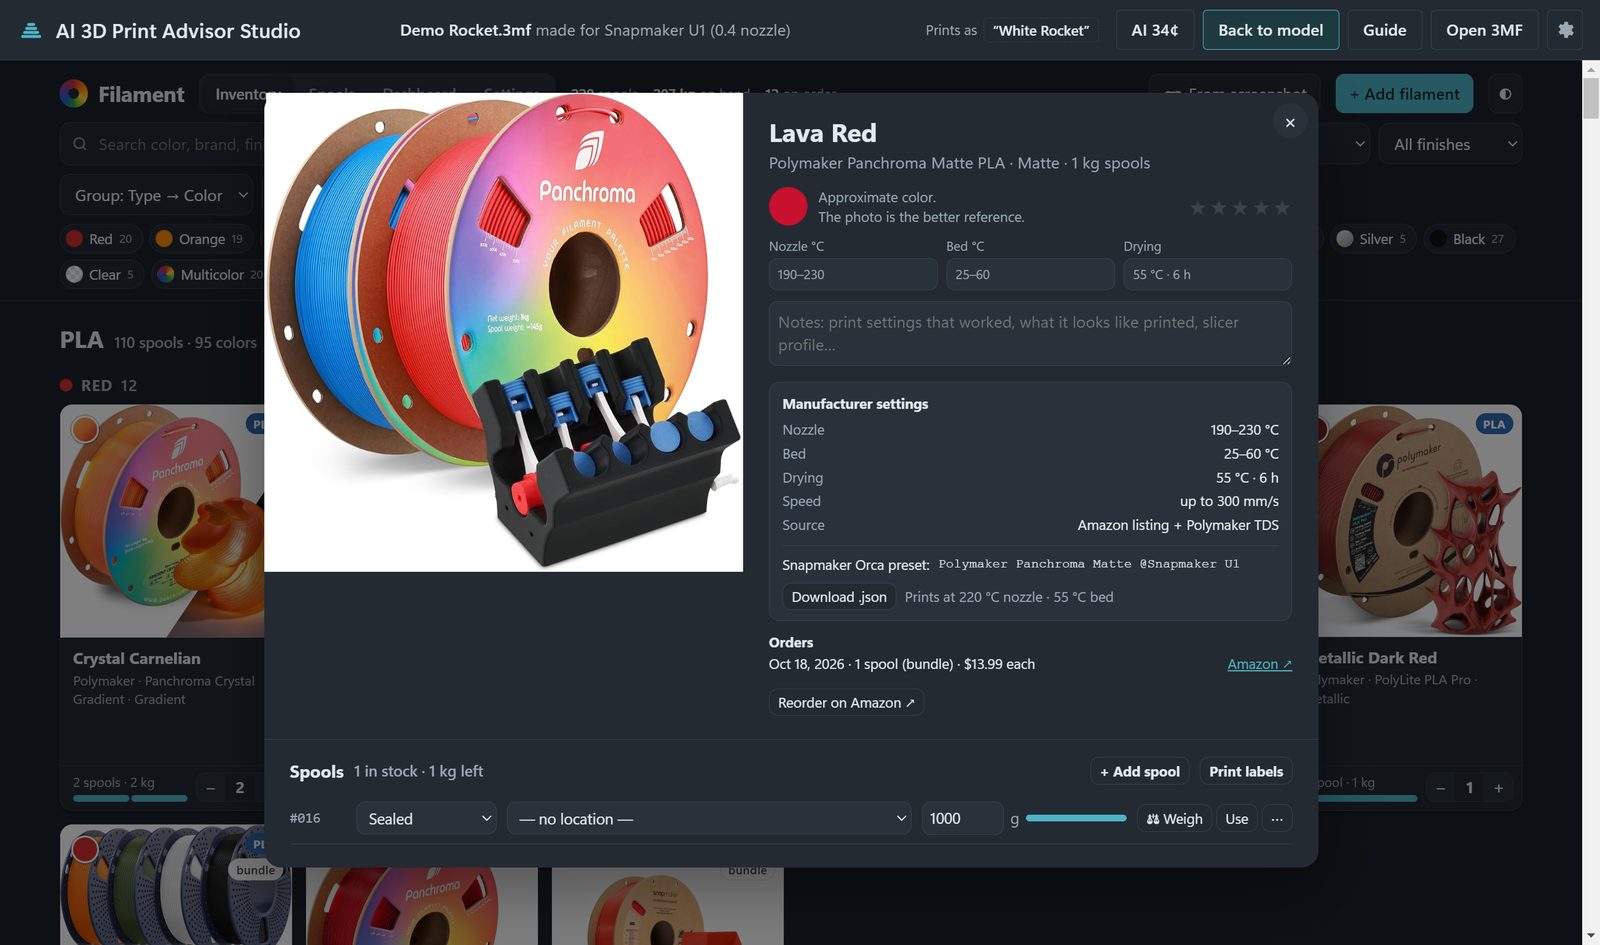 AI 3D Print Advisor Studio
Demo Rocket.3mf made for Snapmaker U1 (0.4 nozzle)
Prints as "White Rocket"
AI 34¢
Back to model
Guide
Open 3MF
Filament
Inventory
+ Add filament
Search color, brand, fin
All finishes
Group: Type → Color
Red 20
Orange 19
Silver 5
Black 27
Clear 5
Multicolor 20
PLA 110 spools · 95 colors
RED 12
Panchroma
Crystal Carnelian
Polymaker · Panchroma Crystal
Gradient · Gradient
2 spools · 2 kg
− 2
bundle
Panchroma
YOUR FILAMENT PALETTE
Net weight: 1kg
Lava Red
Polymaker Panchroma Matte PLA · Matte · 1 kg spools
Approximate color.
The photo is the better reference.
Nozzle °C
Bed °C
Drying
190–230
25–60
55 °C · 6 h
Notes: print settings that worked, what it looks like printed, slicer
profile...
Manufacturer settings
Nozzle 190–230 °C
Bed 25–60 °C
Drying 55 °C · 6 h
Speed up to 300 mm/s
Source Amazon listing + Polymaker TDS
Snapmaker Orca preset: Polymaker Panchroma Matte @Snapmaker U1
Download .json
Prints at 220 °C nozzle · 55 °C bed
Orders
Oct 18, 2026 · 1 spool (bundle) · $13.99 each
Amazon ↗
Reorder on Amazon ↗
Spools 1 in stock · 1 kg left
+ Add spool
Print labels
#016
Sealed
— no location —
1000 g
Weigh
Use
...
PLA
polymaker
etallic Dark Red
lymaker · PolyLite PLA Pro ·
etallic
pool · 1 kg
− 1 +
Panchroma
bundle